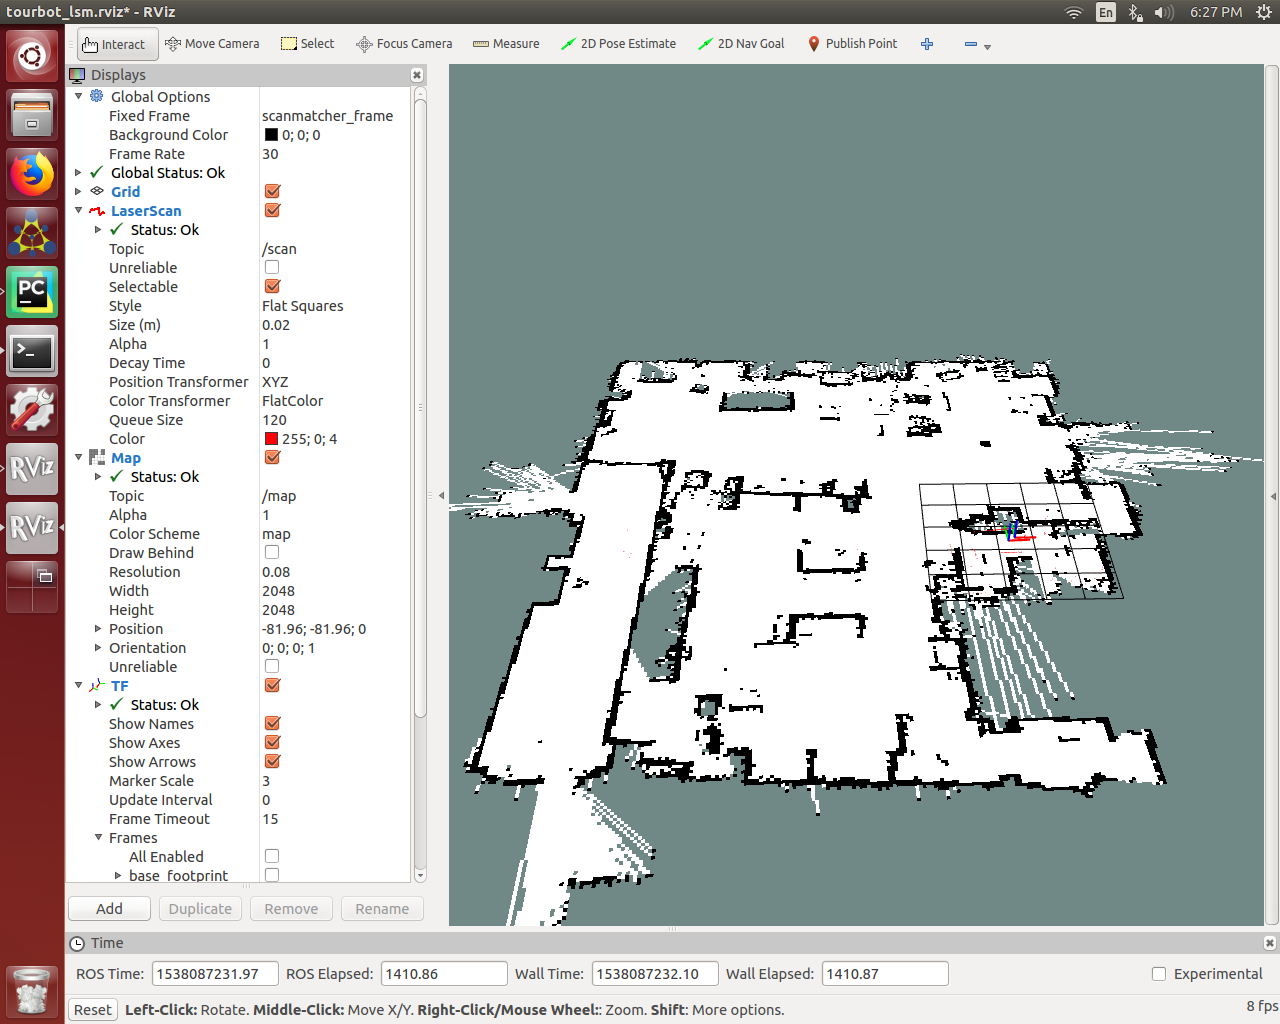 tourbot_lsm.rviz* - RViz
En
6:27 PM
Interact Move Camera Select Focus Camera Measure 2D Pose Estimate 2D Nav Goal Publish Point
Displays
Global Options
Fixed Frame scanmatcher_frame
Background Color 0; 0; 0
Frame Rate 30
Global Status: Ok
Grid
LaserScan
Status: Ok
Topic /scan
Unreliable
Selectable
Style Flat Squares
Size (m) 0.02
Alpha 1
Decay Time 0
Position Transformer XYZ
Color Transformer FlatColor
Queue Size 120
Color 255; 0; 4
Map
Status: Ok
Topic /map
Alpha 1
Color Scheme map
Draw Behind
Resolution 0.08
Width 2048
Height 2048
Position -81.96; -81.96; 0
Orientation 0; 0; 0; 1
Unreliable
TF
Status: Ok
Show Names
Show Axes
Show Arrows
Marker Scale 3
Update Interval 0
Frame Timeout 15
Frames
All Enabled
base_footprint
Add Duplicate Remove Rename
PC
>_
RViz
RViz
Time
ROS Time: 1538087231.97 ROS Elapsed: 1410.86 Wall Time: 1538087232.10 Wall Elapsed: 1410.87 Experimental
Reset Left-Click: Rotate. Middle-Click: Move X/Y. Right-Click/Mouse Wheel:: Zoom. Shift: More options. 8 fps